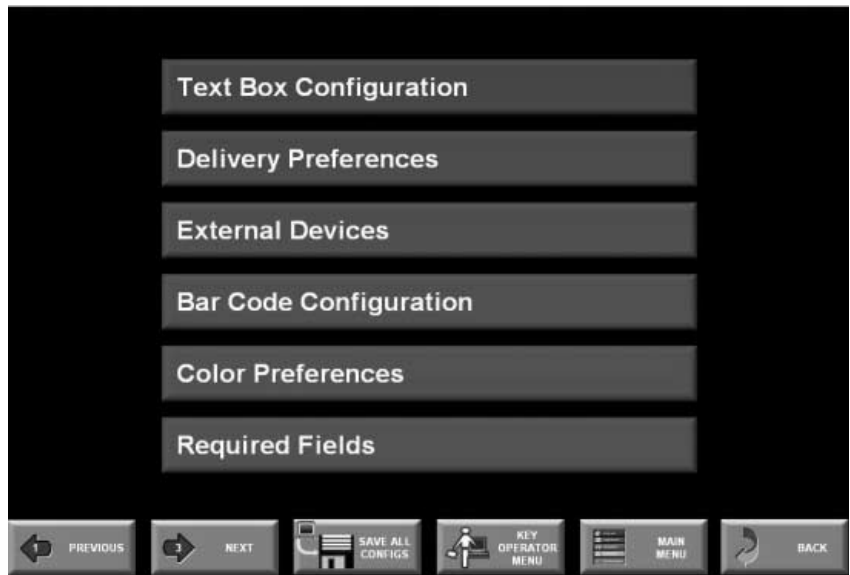 Text Box Configuration
Delivery Preferences
External Devices
Bar Code Configuration
Color Preferences
Required Fields
1 PREVIOUS
3 NEXT
SAVE ALL
CONFIGS
KEY
OPERATOR
MENU
MAIN
MENU
BACK